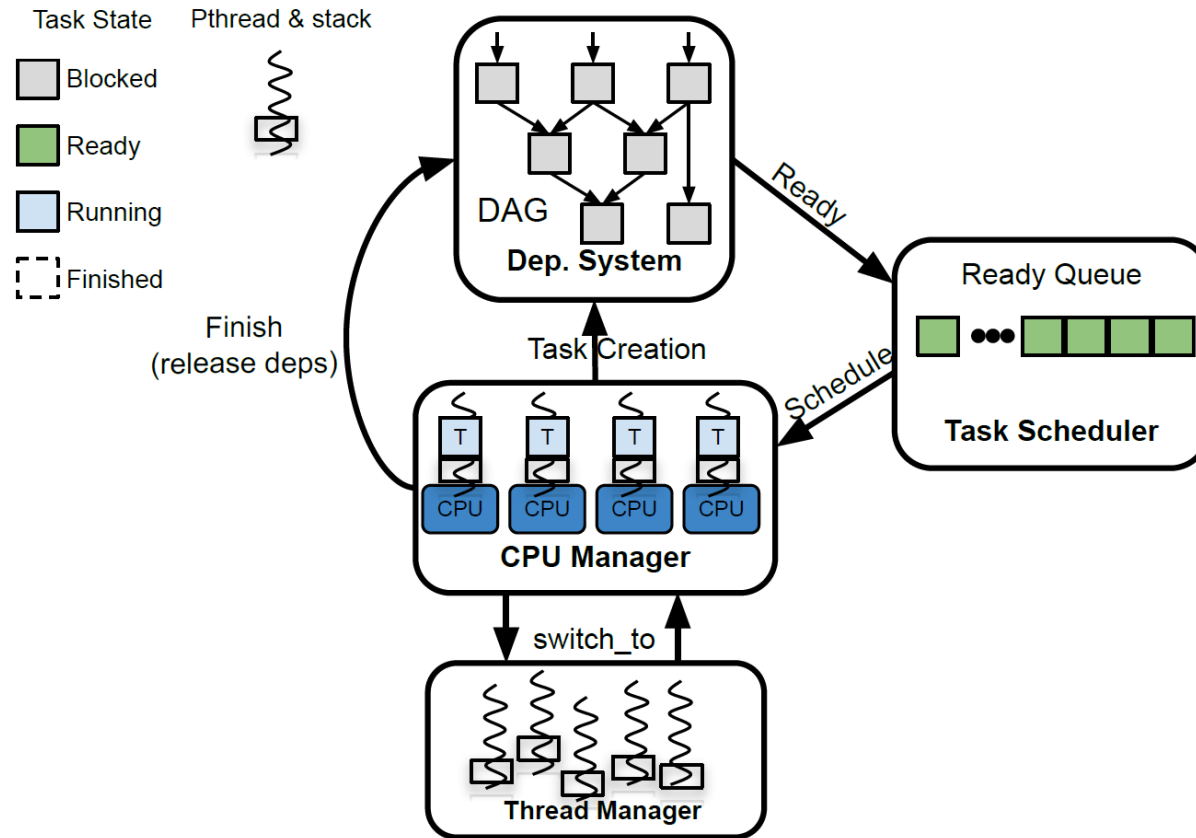 Task State
Pthread & stack
Blocked
Ready
Running
Finished
DAG
Dep. System
Ready
Ready Queue
Task Scheduler
Schedule
Finish
(release deps)
Task Creation
T T T T
CPU CPU CPU CPU
CPU Manager
switch_to
Thread Manager